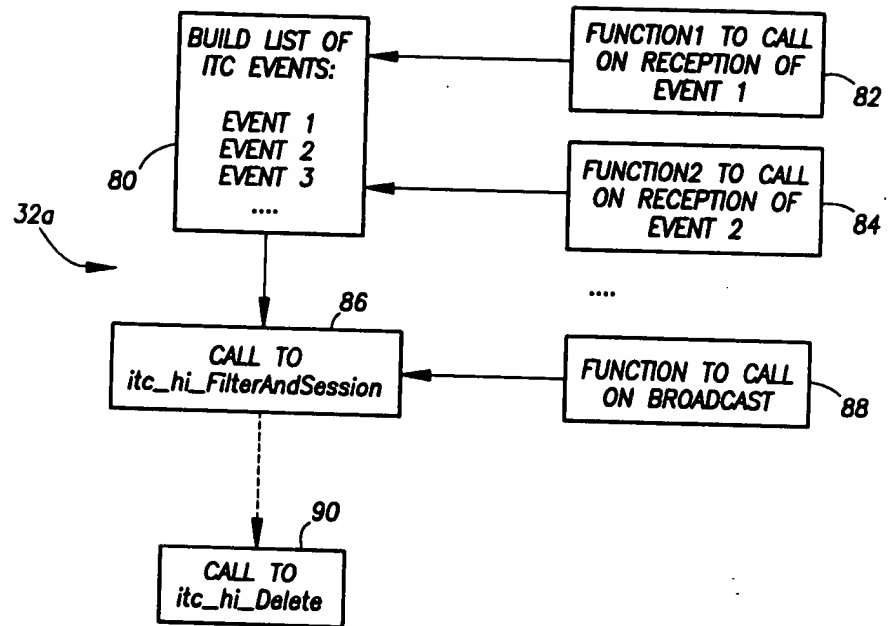 BUILD LIST OF
ITC EVENTS:
EVENT 1
EVENT 2
EVENT 3
....
80
FUNCTION1 TO CALL
ON RECEPTION OF
EVENT 1
82
FUNCTION2 TO CALL
ON RECEPTION OF
EVENT 2
84
32a
....
86
CALL TO
itc_hi_FilterAndSession
FUNCTION TO CALL
ON BROADCAST
88
90
CALL TO
itc_hi_Delete